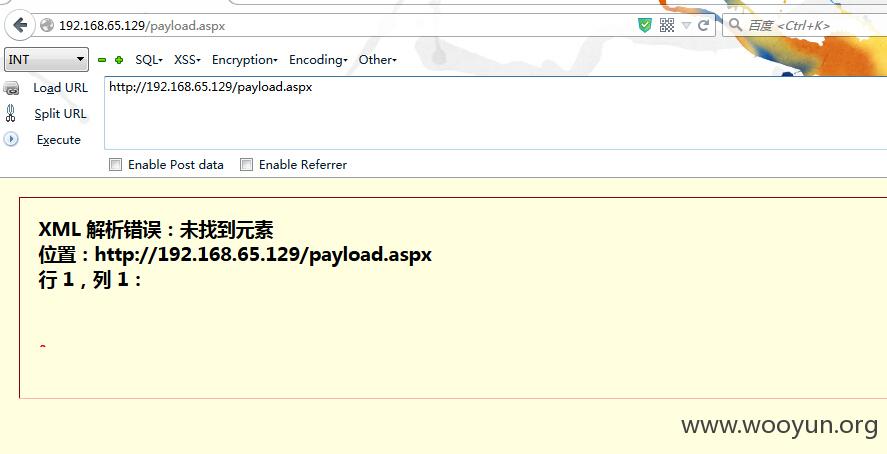 192.168.65.129/payload.aspx
百度 <Ctrl+K>
INT
SQL▾ XSS▾ Encryption▾ Encoding▾ Other▾
Load URL
http://192.168.65.129/payload.aspx
Split URL
Execute
Enable Post data Enable Referrer
XML 解析错误：未找到元素
位置：http://192.168.65.129/payload.aspx
行 1，列 1：
^
www.wooyun.org